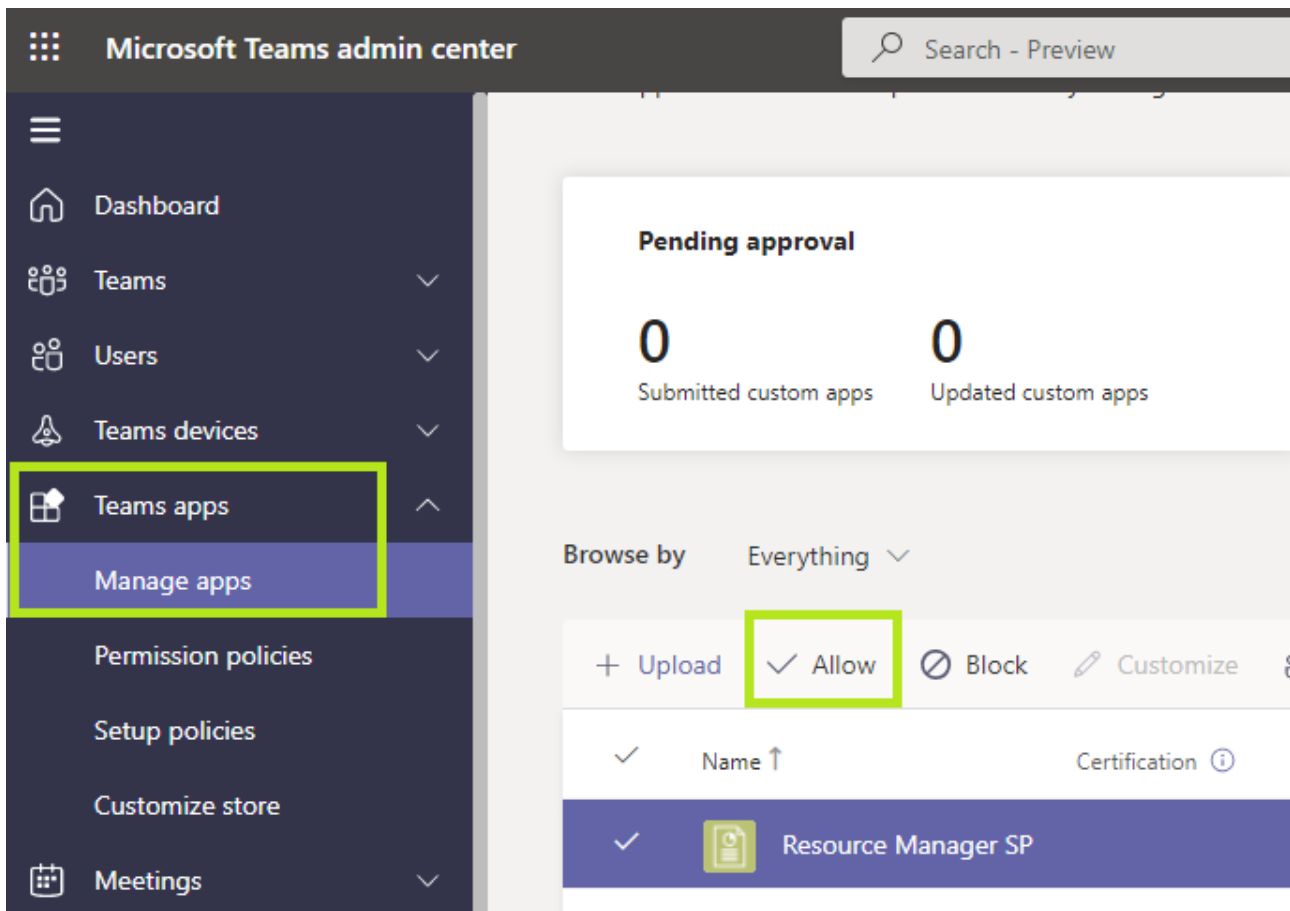 Microsoft Teams admin center
Search - Preview
Dashboard
Teams
Users
Teams devices
Teams apps
Manage apps
Permission policies
Setup policies
Customize store
Meetings
Pending approval
0 0
Submitted custom apps Updated custom apps
Browse by Everything
+ Upload Allow Block Customize
Name ↑ Certification
Resource Manager SP